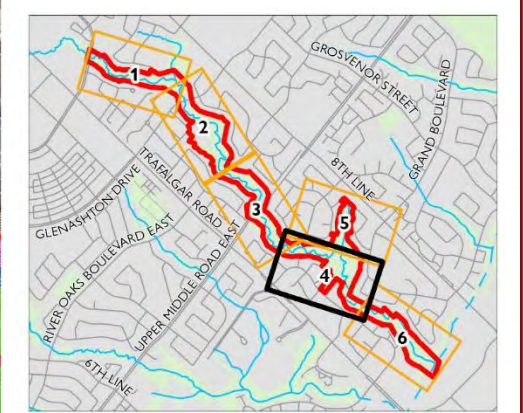 GROSVENOR STREET
GRAND BOULEVARD
1
2
8TH LINE
TRAFALGAR ROAD
GLENASHTON DRIVE
3
5
RIVER OAKS BOULEVARD EAST
UPPER MIDDLE ROAD EAST
4
6
6TH LINE